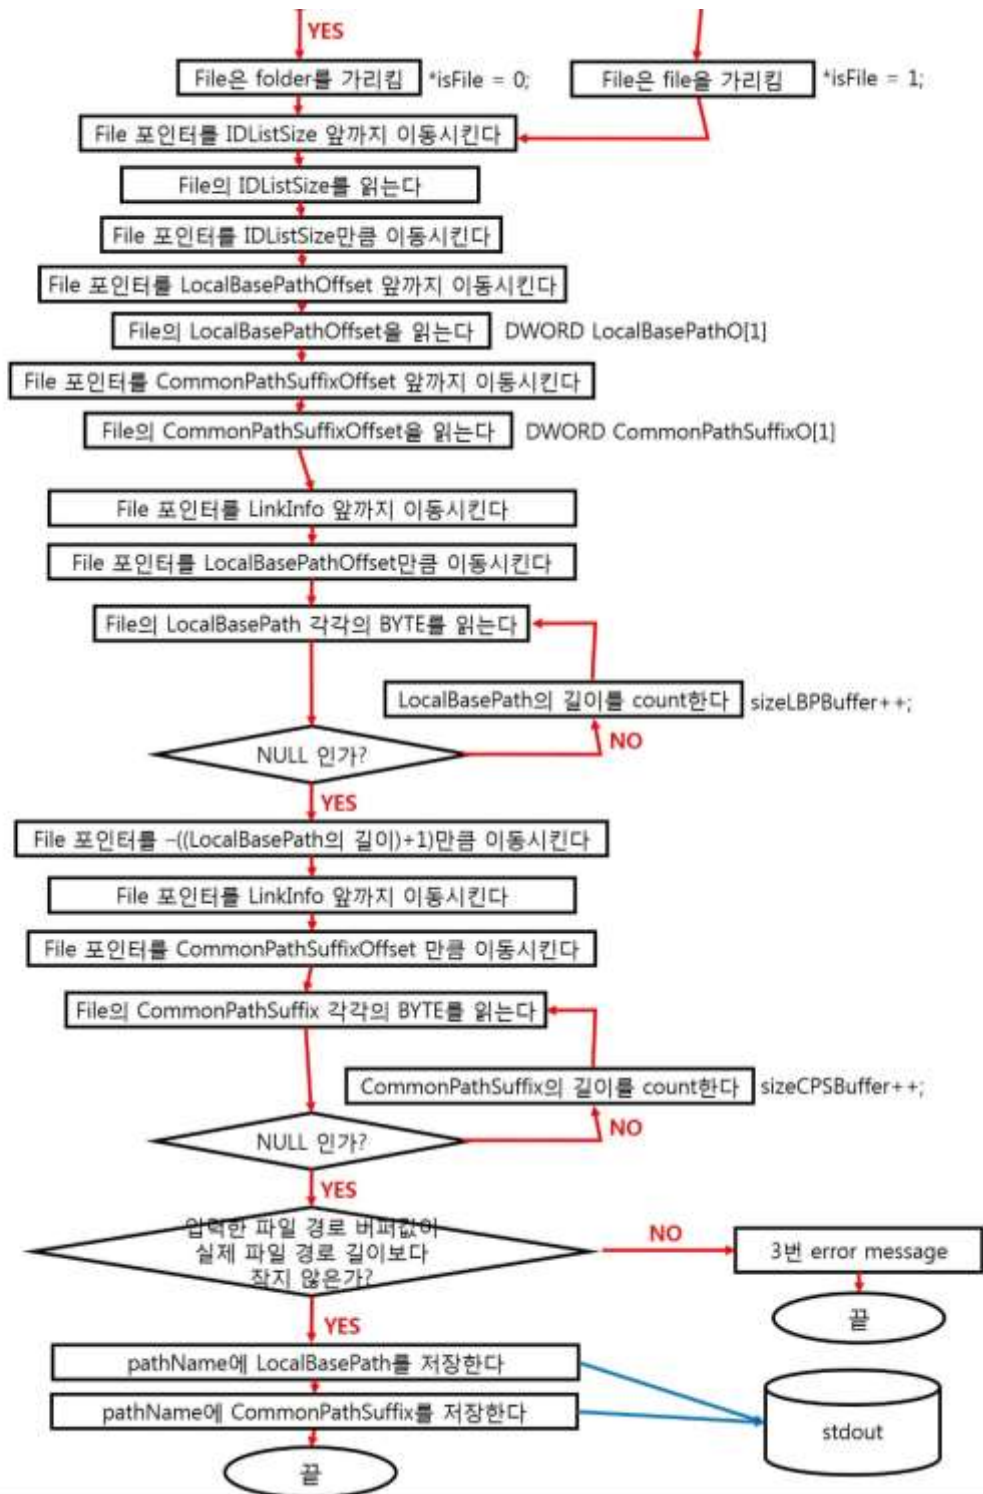 YES
File은 folder를 가리킴
*isFile = 0;
File은 file을 가리킴
*isFile = 1;
File 포인터를 IDListSize 앞까지 이동시킨다
File의 IDListSize를 읽는다
File 포인터를 IDListSize만큼 이동시킨다
File 포인터를 LocalBasePathOffset 앞까지 이동시킨다
File의 LocalBasePathOffset을 읽는다
DWORD LocalBasePathO[1]
File 포인터를 CommonPathSuffixOffset 앞까지 이동시킨다
File의 CommonPathSuffixOffset을 읽는다
DWORD CommonPathSuffixO[1]
File 포인터를 LinkInfo 앞까지 이동시킨다
File 포인터를 LocalBasePathOffset만큼 이동시킨다
File의 LocalBasePath 각각의 BYTE를 읽는다
LocalBasePath의 길이를 count한다
sizeLBPBuffer++;
NO
NULL 인가?
YES
File 포인터를 -((LocalBasePath의 길이)+1)만큼 이동시킨다
File 포인터를 LinkInfo 앞까지 이동시킨다
File 포인터를 CommonPathSuffixOffset 만큼 이동시킨다
File의 CommonPathSuffix 각각의 BYTE를 읽는다
CommonPathSuffix의 길이를 count한다
sizeCPSBuffer++;
NO
NULL 인가?
YES
입력한 파일 경로 버퍼값이
실제 파일 경로 길이보다
작지 않은가?
NO
3번 error message
끝
YES
pathName에 LocalBasePath를 저장한다
pathName에 CommonPathSuffix를 저장한다
stdout
끝